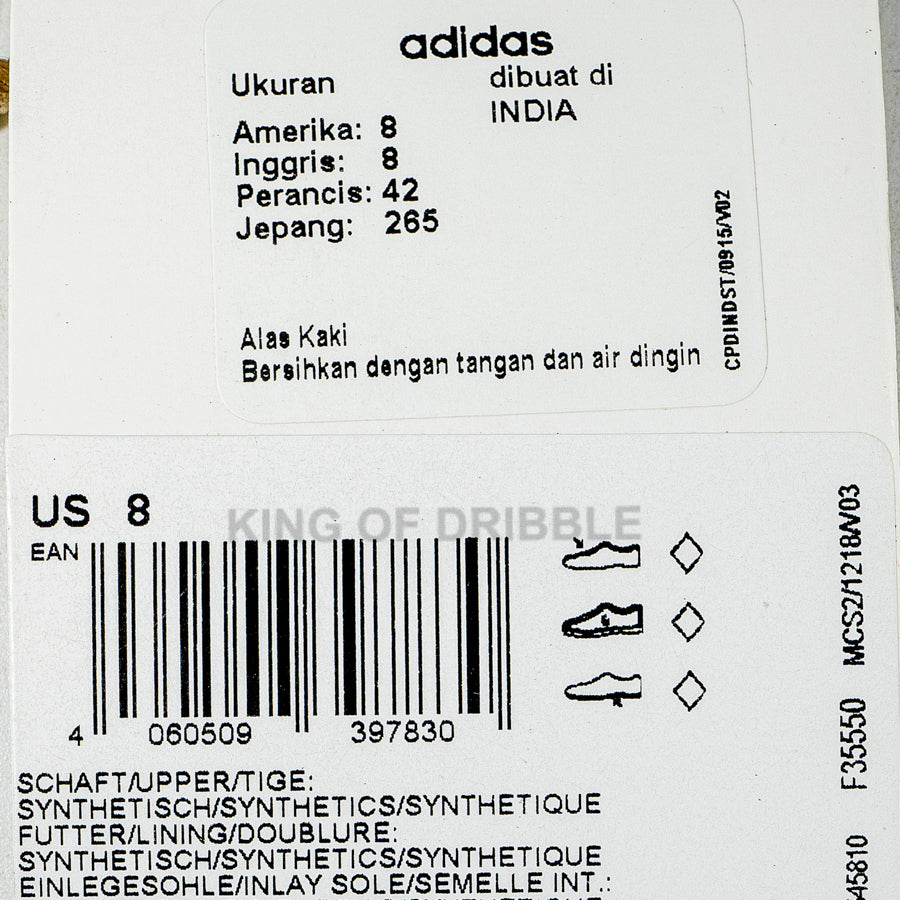 adidas
Ukuran
dibuat di
INDIA
Amerika: 8
Inggris: 8
Perancis: 42
Jepang: 265
CPDINDST/0915/V02
Alas Kaki
Bersihkan dengan tangan dan air dingin
US 8
KING OF DRIBBLE
EAN
4 060509 397830
MCS2/1218/V03
F35550
SCHAFT/UPPER/TIGE:
SYNTHETISCH/SYNTHETICS/SYNTHETIQUE
FUTTER/LINING/DOUBLURE:
SYNTHETISCH/SYNTHETICS/SYNTHETIQUE
EINLEGESOHLE/INLAY SOLE/SEMELLE INT.: